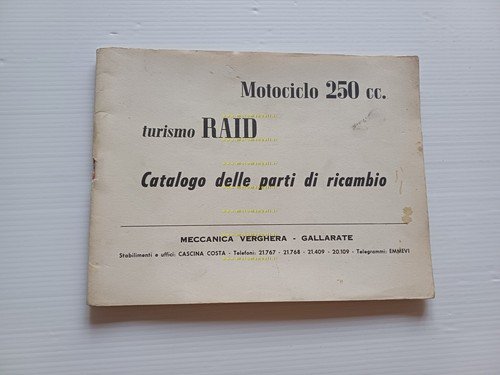 Motociclo 250 cc.
turismo RAID
Catalogo delle parti di ricambio
MECCANICA VERGHERA - GALLARATE
Stabilimenti e uffici: CASCINA COSTA - Telefoni: 21.767 - 21.768 - 21.409 - 20.109 - Telegrammi: EMMEVI